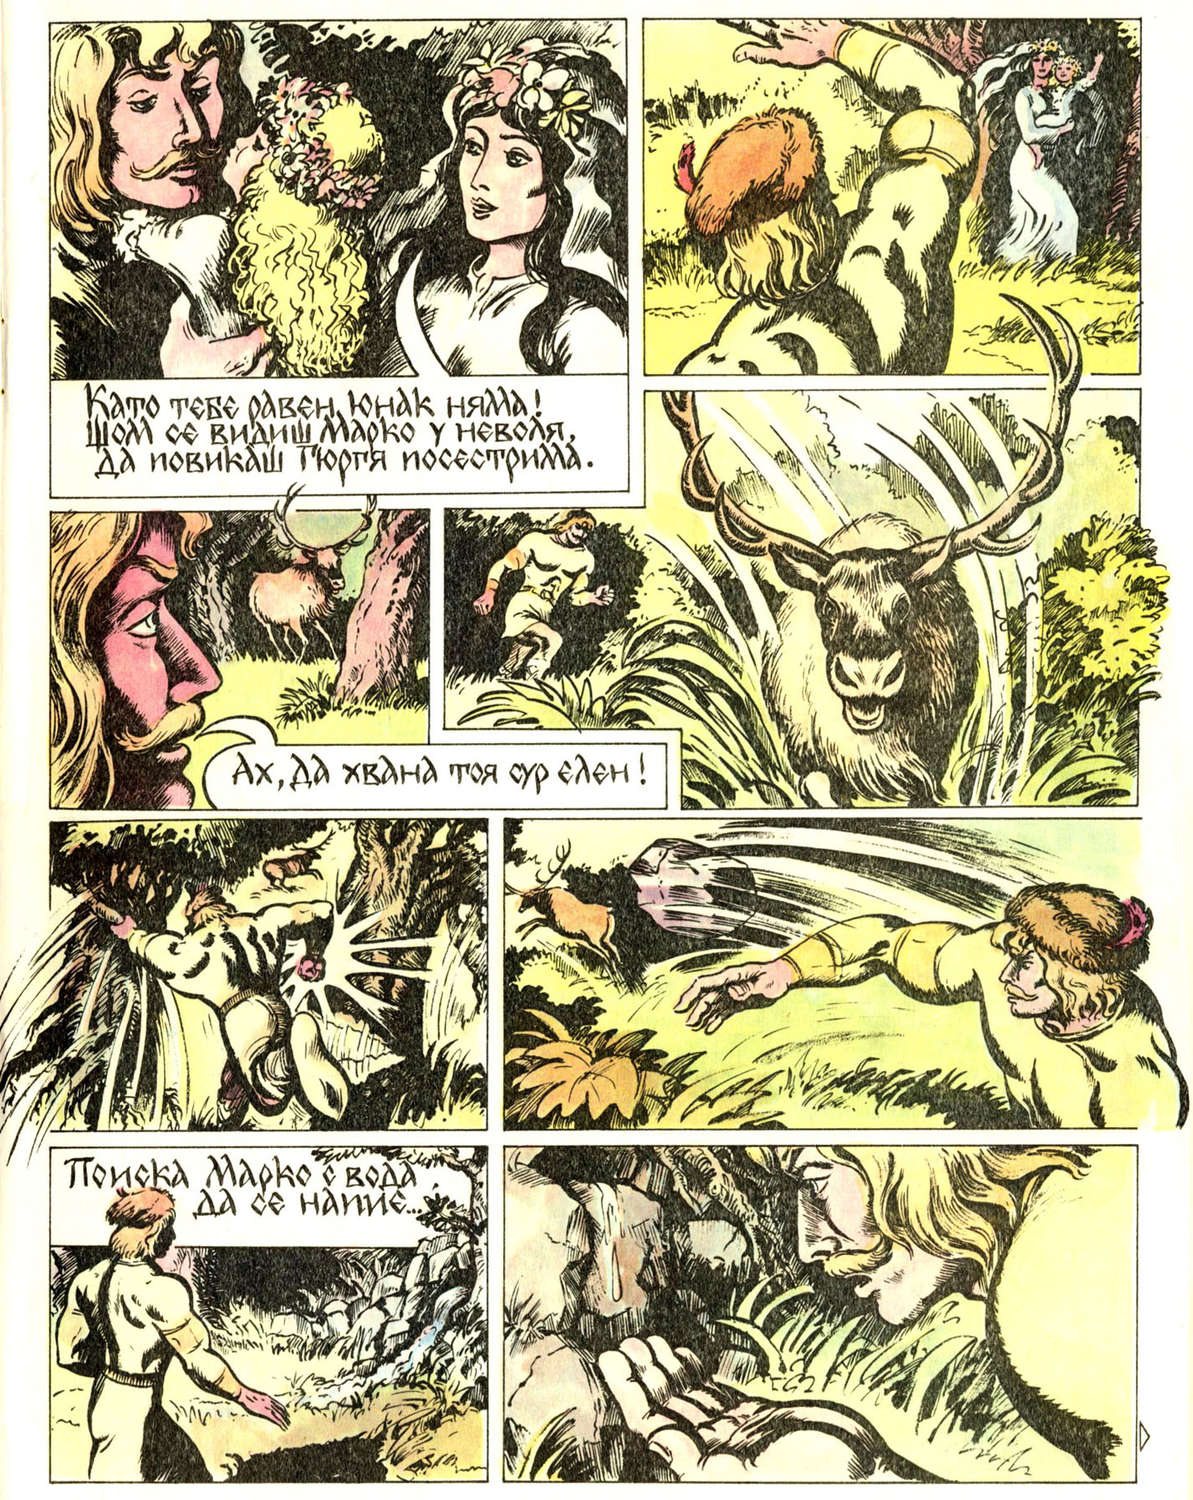 Като тебе равен юнак няма!
Щом се видиш Марко у неволя,
да повикаш Гюргя посестрима.
Ах, да хвана тоя сур елен!
Поиска Марко с вода
да се напие...